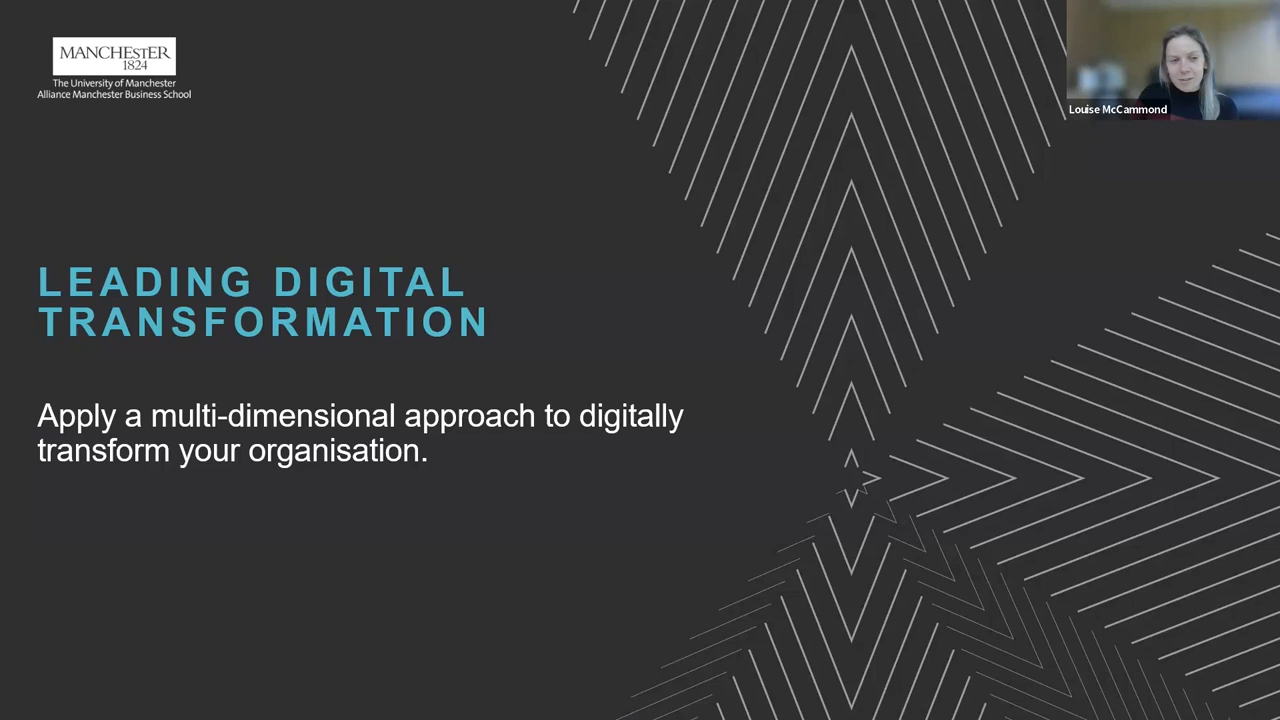 MANCHESTER
1824
The University of Manchester
Alliance Manchester Business School
Louise McCammond
LEADING DIGITAL
TRANSFORMATION
Apply a multi-dimensional approach to digitally
transform your organisation.